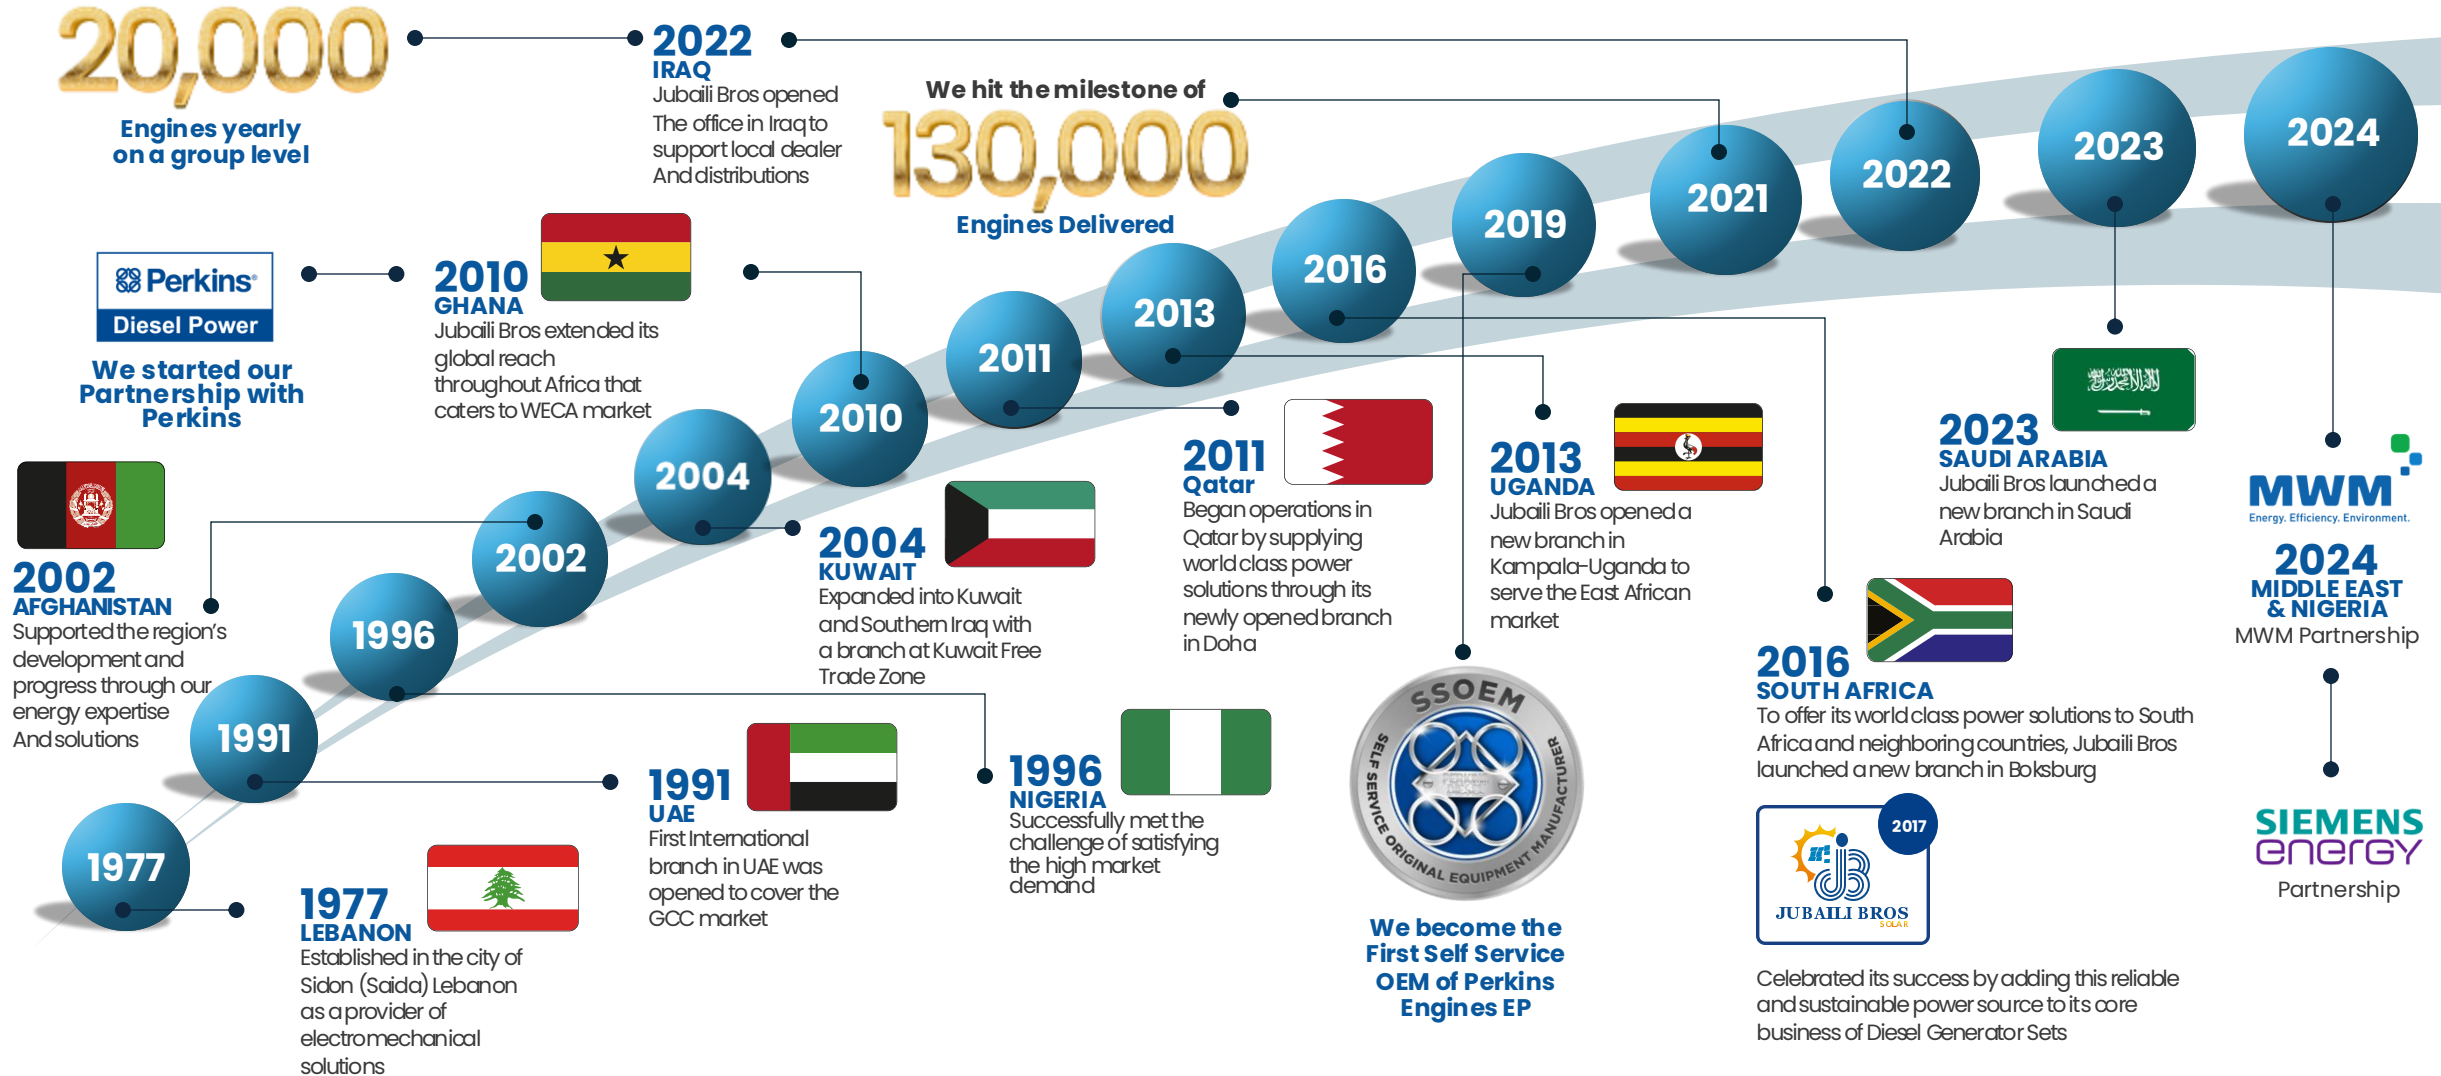 20,000
Engines yearly
on a group level
2022
IRAQ
Jubaili Bros opened
The office in Iraq to
support local dealer
And distributions
We hit the milestone of
130,000
Engines Delivered
Perkins®
Diesel Power
We started our
Partnership with
Perkins
2010
GHANA
Jubaili Bros extended its
global reach
throughout Africa that
caters to WECA market
1977
1991
1996
2002
2004
2010
2011
2013
2016
2019
2021
2022
2023
2024
2002
AFGHANISTAN
Supported the region's
development and
progress through our
energy expertise
And solutions
1977
LEBANON
Established in the city of
Sidon (Saida) Lebanon
as a provider of
electromechanical
solutions
1991
UAE
First International
branch in UAE was
opened to cover the
GCC market
2004
KUWAIT
Expanded into Kuwait
and Southern Iraq with
a branch at Kuwait Free
Trade Zone
1996
NIGERIA
Successfully met the
challenge of satisfying
the high market
demand
2011
Qatar
Began operations in
Qatar by supplying
world class power
solutions through its
newly opened branch
in Doha
2013
UGANDA
Jubaili Bros opened a
new branch in
Kampala-Uganda to
serve the East African
market
SSOEM
SELF SERVICE ORIGINAL EQUIPMENT MANUFACTURER
We become the
First Self Service
OEM of Perkins
Engines EP
2016
SOUTH AFRICA
To offer its world class power solutions to South
Africa and neighboring countries, Jubaili Bros
launched a new branch in Boksburg
2017
JUBAILI BROS
SOLAR
Celebrated its success by adding this reliable
and sustainable power source to its core
business of Diesel Generator Sets
2023
SAUDI ARABIA
Jubaili Bros launched a
new branch in Saudi
Arabia
MWM
Energy. Efficiency. Environment.
2024
MIDDLE EAST
& NIGERIA
MWM Partnership
SIEMENS
energy
Partnership